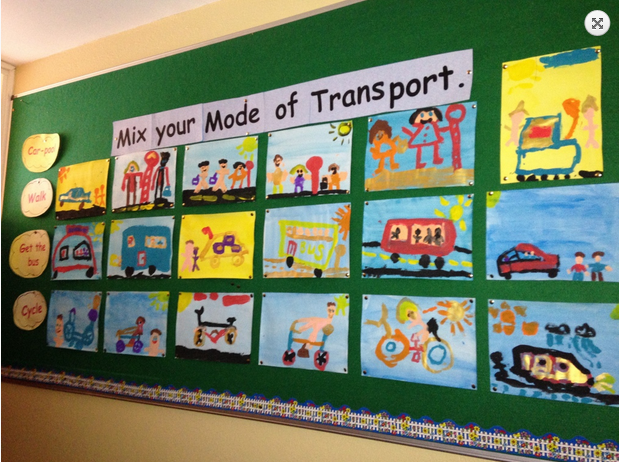 Mix your Mode of Transport.
Car-pool
Walk
Get the
bus
Cycle